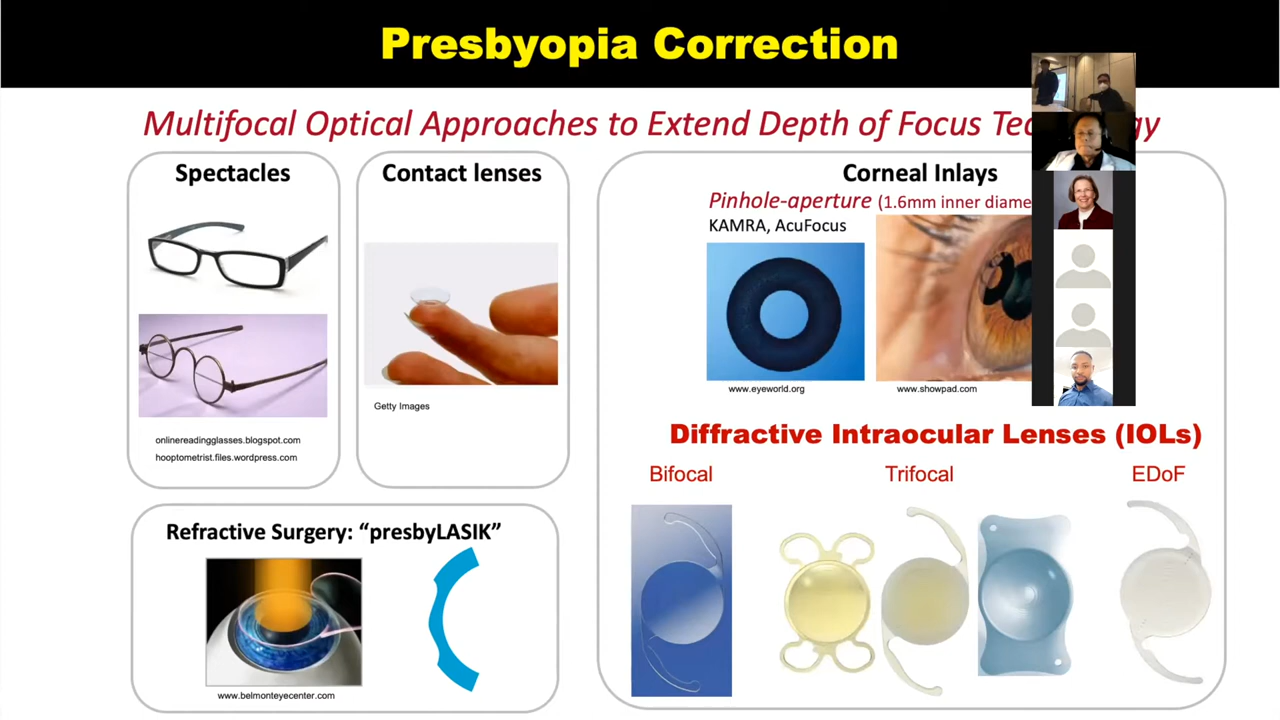 Presbyopia Correction
Multifocal Optical Approaches to Extend Depth of Focus
Spectacles
onlinereadingglasses.blogspot.com
hooptometrist.files.wordpress.com
Contact lenses
Getty Images
Refractive Surgery: “presbyLASIK”
www.belmonteyecenter.com
Corneal Inlays
Pinhole-aperture (1.6mm inner
KAMRA, AcuFocus
www.eyeworld.org
www.showpad.com
Diffractive Intraocular Lenses (IOLs)
Bifocal
Trifocal
EDoF